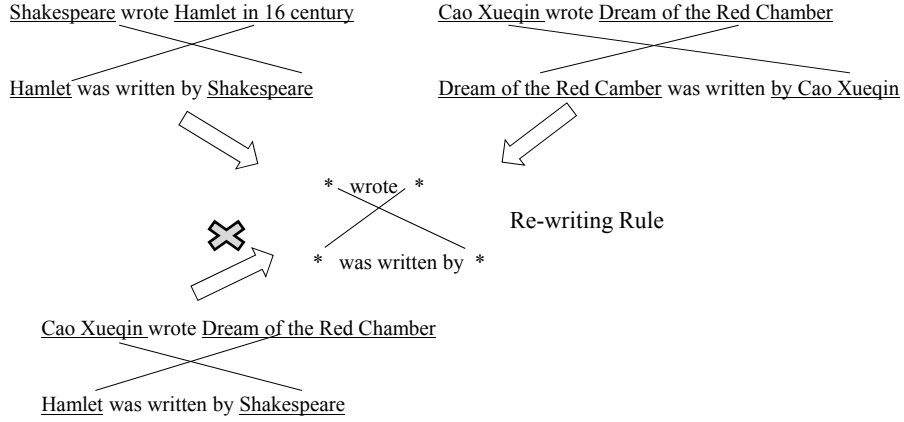 Shakespeare wrote Hamlet in 16 century
Hamlet was written by Shakespeare
Cao Xueqin wrote Dream of the Red Chamber
Dream of the Red Camber was written by Cao Xueqin
* wrote *
* was written by *
Re-writing Rule
Cao Xueqin wrote Dream of the Red Chamber
Hamlet was written by Shakespeare